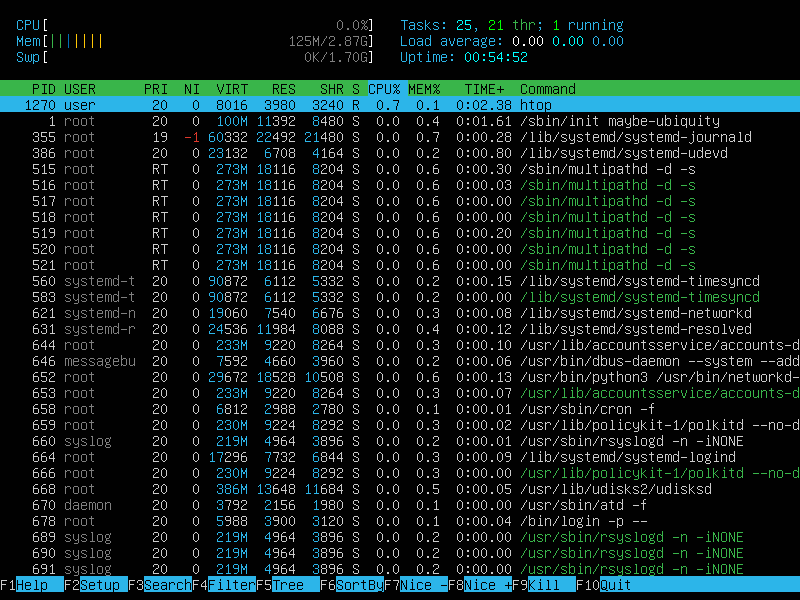 CPU[ 0.0%] Tasks: 25, 21 thr; 1 running
Mem[||||||| 125M/2.87G] Load average: 0.00 0.00 0.00
Swp[ 0K/1.70G] Uptime: 00:54:52
PID USER PRI NI VIRT RES SHR S CPU% MEM% TIME+ Command
1270 user 20 0 8016 3980 3240 R 0.7 0.1 0:02.38 htop
1 root 20 0 100M 11392 8480 S 0.0 0.4 0:01.61 /sbin/init maybe-ubiquity
355 root 19 -1 60332 22492 21480 S 0.0 0.7 0:00.28 /lib/systemd/systemd-journald
386 root 20 0 23132 6708 4164 S 0.0 0.2 0:00.80 /lib/systemd/systemd-udevd
515 root RT 0 273M 18116 8204 S 0.0 0.6 0:00.30 /sbin/multipathd -d -s
516 root RT 0 273M 18116 8204 S 0.0 0.6 0:00.03 /sbin/multipathd -d -s
517 root RT 0 273M 18116 8204 S 0.0 0.6 0:00.00 /sbin/multipathd -d -s
518 root RT 0 273M 18116 8204 S 0.0 0.6 0:00.00 /sbin/multipathd -d -s
519 root RT 0 273M 18116 8204 S 0.0 0.6 0:00.20 /sbin/multipathd -d -s
520 root RT 0 273M 18116 8204 S 0.0 0.6 0:00.00 /sbin/multipathd -d -s
521 root RT 0 273M 18116 8204 S 0.0 0.6 0:00.00 /sbin/multipathd -d -s
560 systemd-t 20 0 90872 6112 5332 S 0.0 0.2 0:00.15 /lib/systemd/systemd-timesyncd
583 systemd-t 20 0 90872 6112 5332 S 0.0 0.2 0:00.00 /lib/systemd/systemd-timesyncd
621 systemd-n 20 0 19060 7540 6676 S 0.0 0.3 0:00.08 /lib/systemd/systemd-networkd
631 systemd-r 20 0 24536 11984 8088 S 0.0 0.4 0:00.12 /lib/systemd/systemd-resolved
644 root 20 0 233M 9220 8264 S 0.0 0.3 0:00.10 /usr/lib/accountsservice/accounts-d
646 messagebu 20 0 7592 4660 3960 S 0.0 0.2 0:00.06 /usr/bin/dbus-daemon --system --add
652 root 20 0 29672 18528 10508 S 0.0 0.6 0:00.13 /usr/bin/python3 /usr/bin/networkd-
653 root 20 0 233M 9220 8264 S 0.0 0.3 0:00.07 /usr/lib/accountsservice/accounts-d
658 root 20 0 6812 2988 2780 S 0.0 0.1 0:00.01 /usr/sbin/cron -f
659 root 20 0 230M 9224 8292 S 0.0 0.3 0:00.02 /usr/lib/policykit-1/polkitd --no-d
660 syslog 20 0 219M 4964 3896 S 0.0 0.2 0:00.01 /usr/sbin/rsyslogd -n -iNONE
664 root 20 0 17296 7732 6844 S 0.0 0.3 0:00.09 /lib/systemd/systemd-logind
666 root 20 0 230M 9224 8292 S 0.0 0.3 0:00.00 /usr/lib/policykit-1/polkitd --no-d
668 root 20 0 386M 13648 11684 S 0.0 0.5 0:00.05 /usr/lib/udisks2/udisksd
670 daemon 20 0 3792 2156 1980 S 0.0 0.1 0:00.00 /usr/sbin/atd -f
678 root 20 0 5988 3900 3120 S 0.0 0.1 0:00.04 /bin/login -p --
689 syslog 20 0 219M 4964 3896 S 0.0 0.2 0:00.00 /usr/sbin/rsyslogd -n -iNONE
690 syslog 20 0 219M 4964 3896 S 0.0 0.2 0:00.00 /usr/sbin/rsyslogd -n -iNONE
691 syslog 20 0 219M 4964 3896 S 0.0 0.2 0:00.00 /usr/sbin/rsyslogd -n -iNONE
F1Help F2Setup F3SearchF4FilterF5Tree F6SortByF7Nice -F8Nice +F9Kill F10Quit